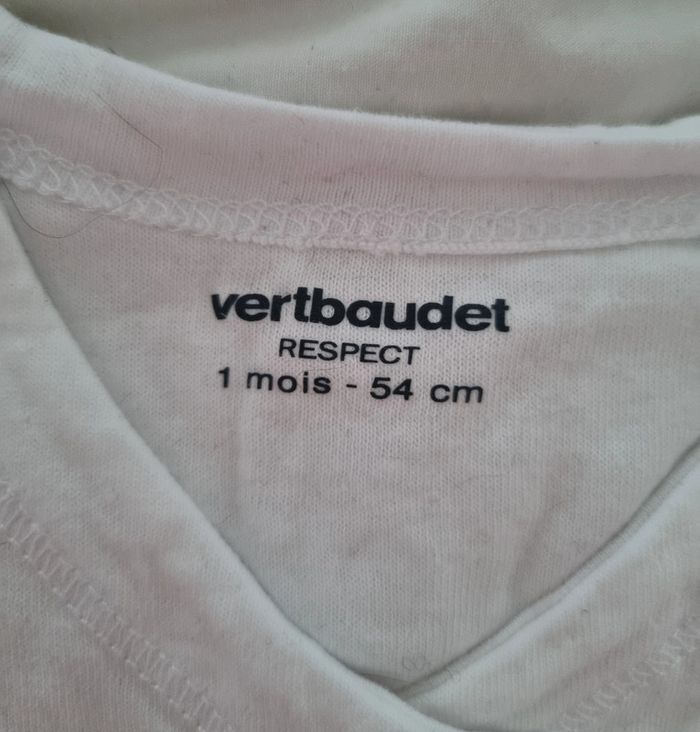 vertbaudet
RESPECT
1 mois - 54 cm